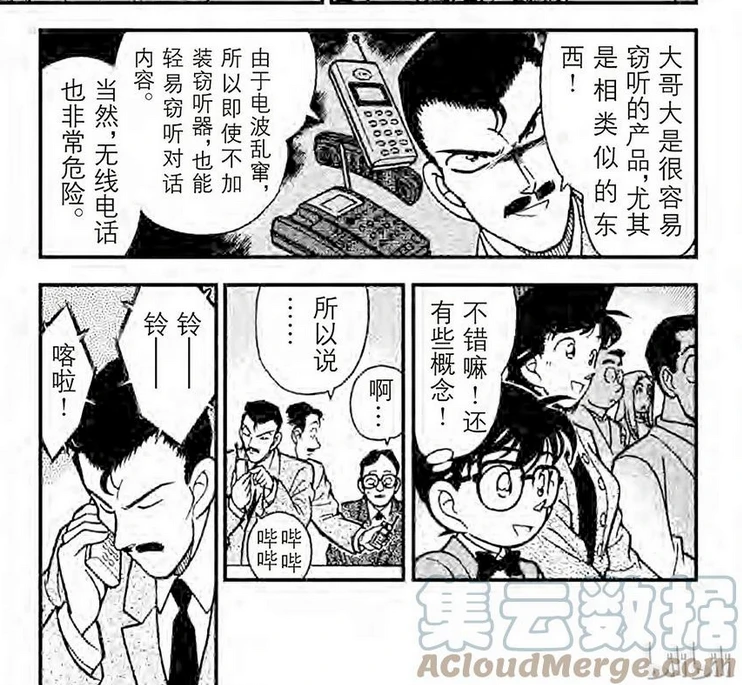 大哥大是很容易
窃听的产品，尤其
是相类似的东
西！
由于电波乱窜，
所以即使不加
装窃听器，也能
轻易窃听对话
内容。
当然，无线电话
也非常危险。
不错嘛！还
有些概念！
所以说
……
啊…
哔哔
哔哔
铃——
铃——
喀啦！
集云数据
ACloudMerge.com